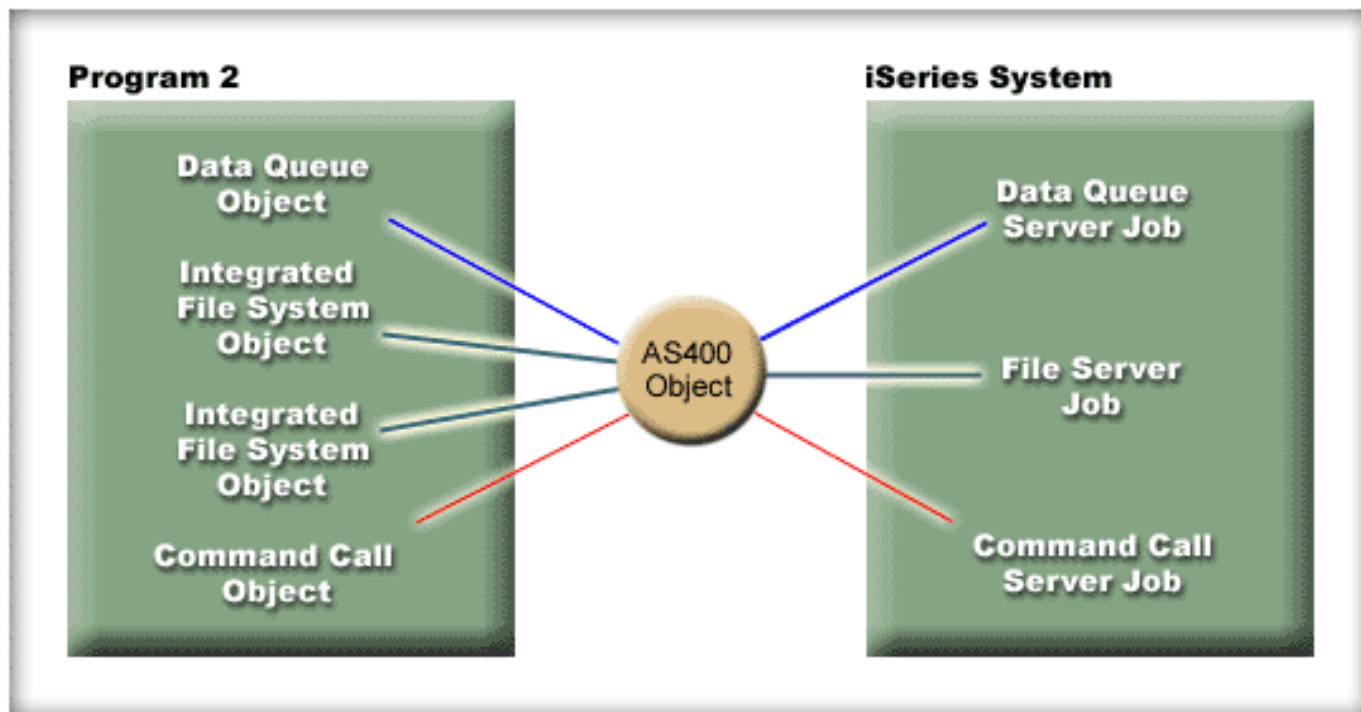 Program 2
Data Queue
Object
Integrated
File System
Object
Integrated
File System
Object
Command Call
Object
AS400
Object
iSeries System
Data Queue
Server Job
File Server
Job
Command Call
Server Job